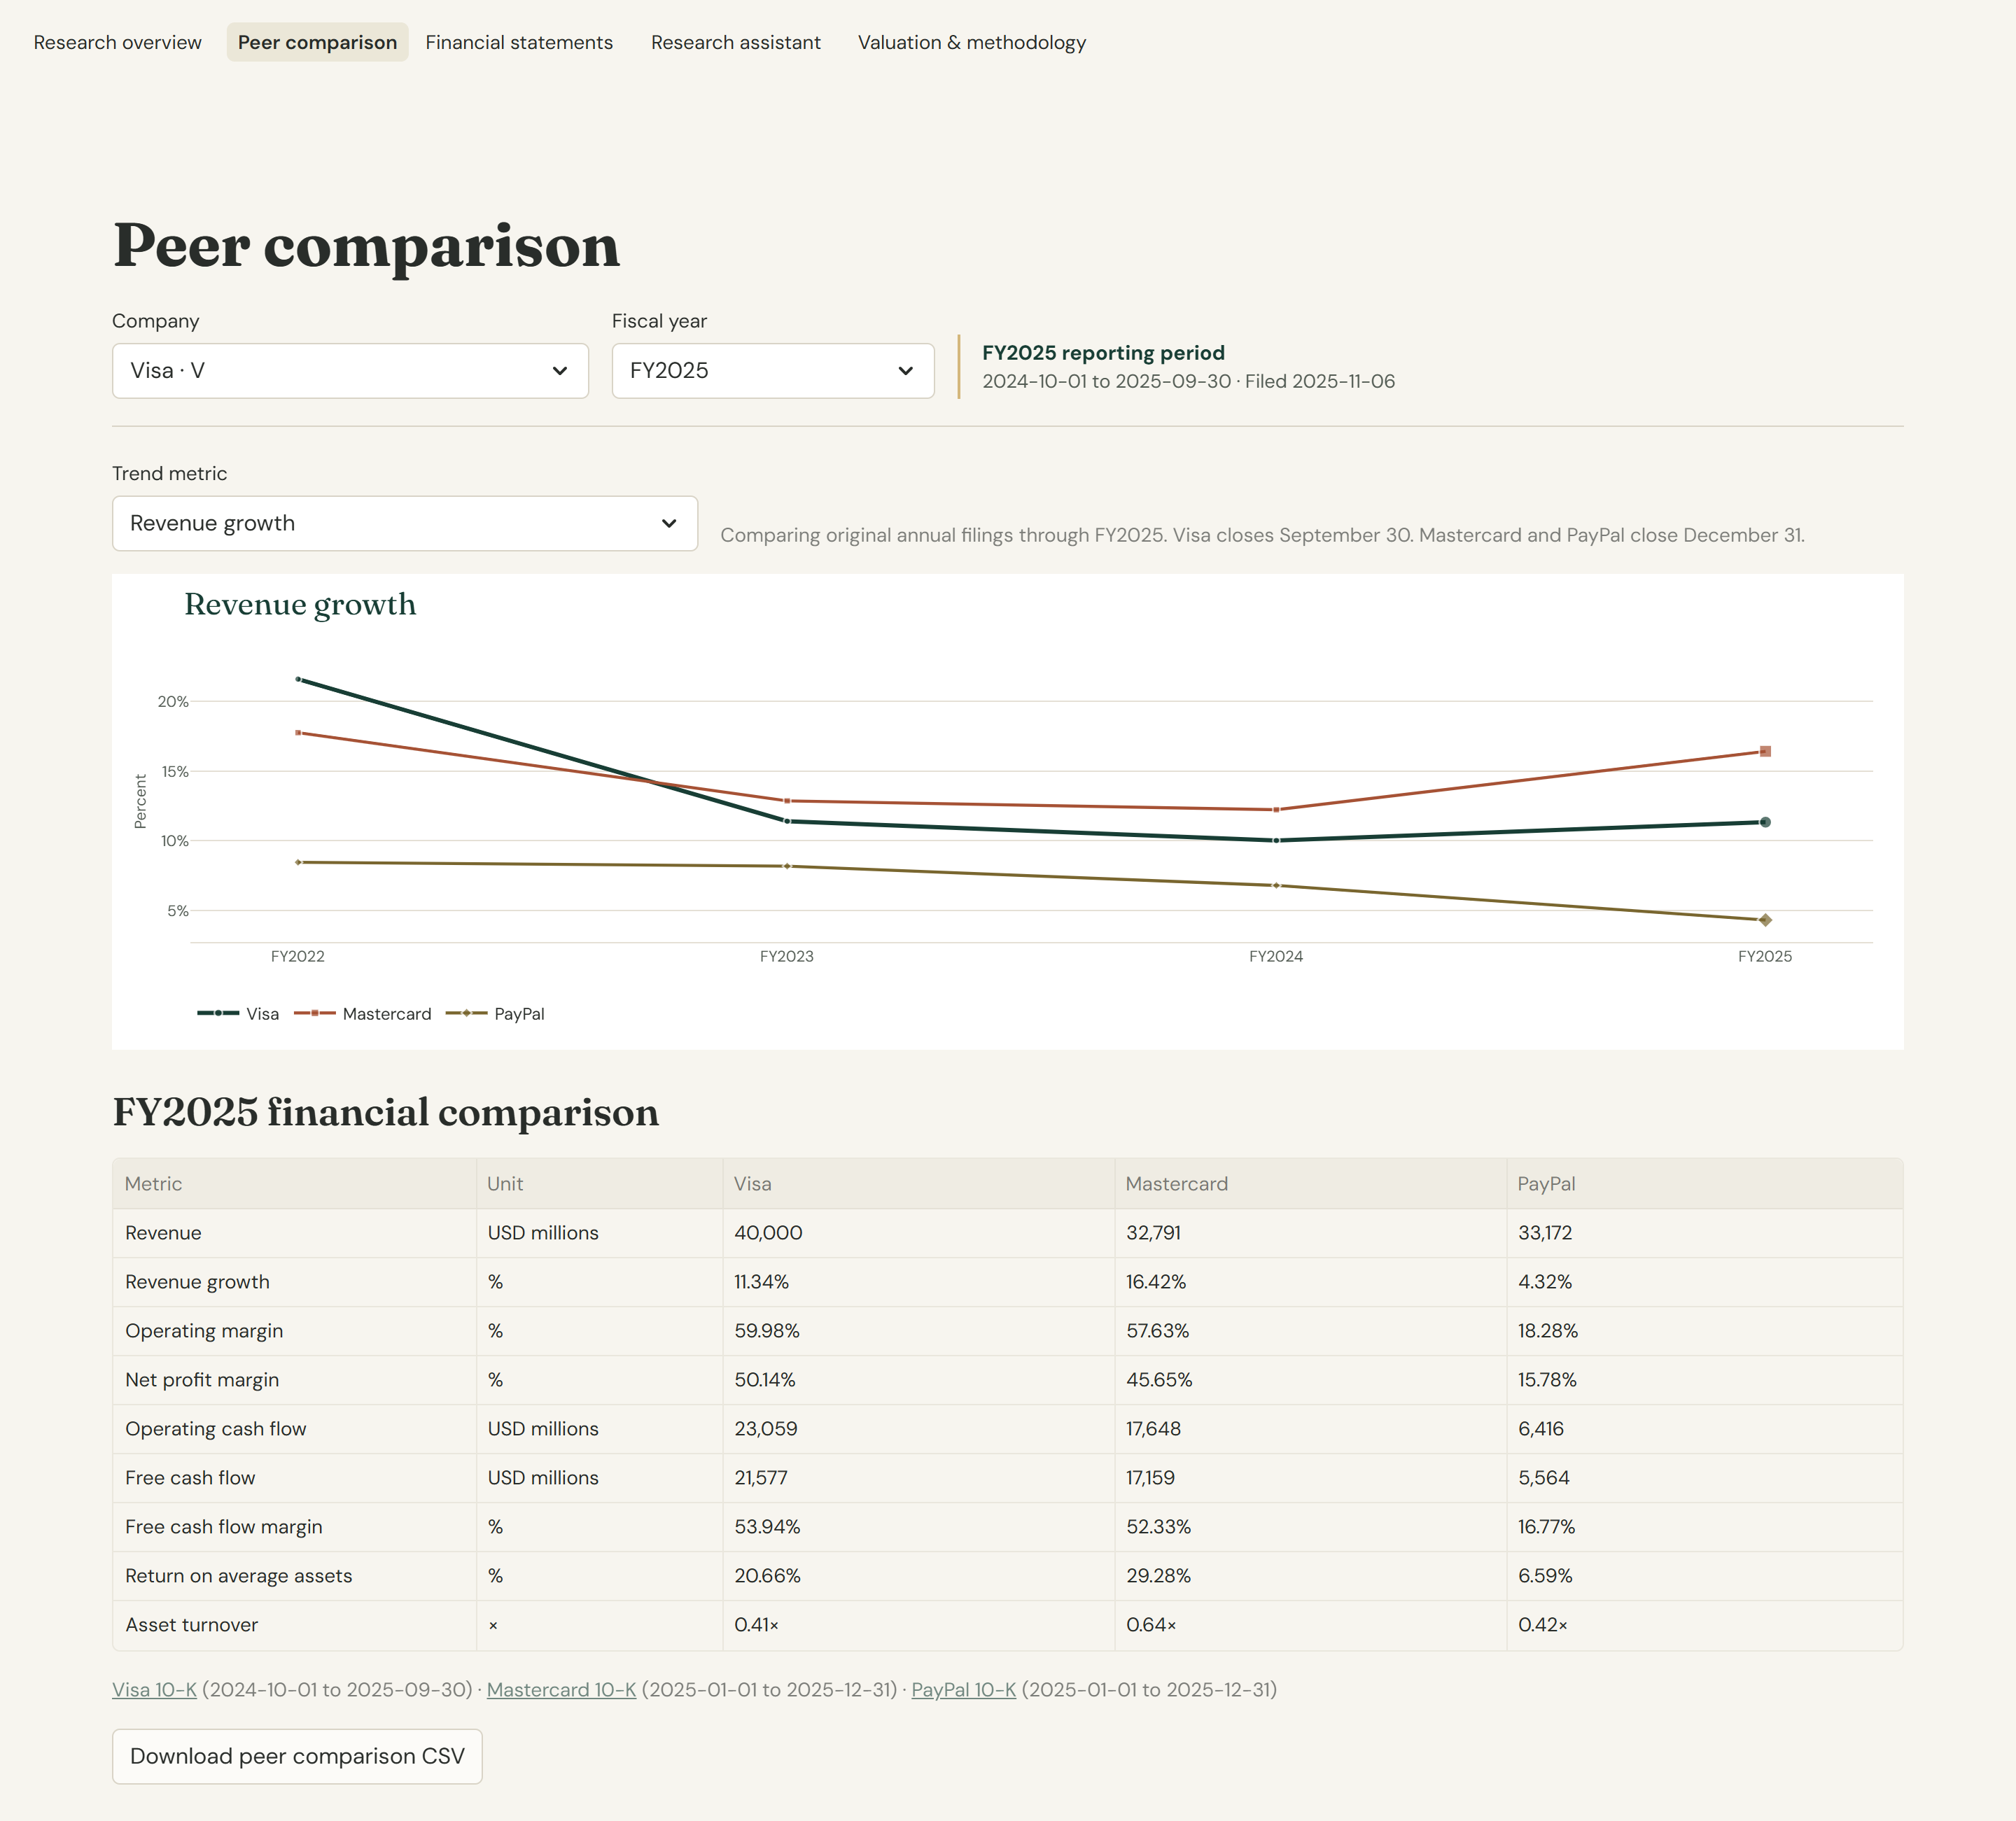 Research overview Peer comparison Financial statements Research assistant Valuation & methodology
Peer comparison
Company Fiscal year
Visa · V FY2025
FY2025 reporting period
2024-10-01 to 2025-09-30 · Filed 2025-11-06
Trend metric
Revenue growth
Comparing original annual filings through FY2025. Visa closes September 30. Mastercard and PayPal close December 31.
Revenue growth
Percent
20%
15%
10%
5%
FY2022 FY2023 FY2024 FY2025
Visa Mastercard PayPal
FY2025 financial comparison
Metric Unit Visa Mastercard PayPal
Revenue USD millions 40,000 32,791 33,172
Revenue growth % 11.34% 16.42% 4.32%
Operating margin % 59.98% 57.63% 18.28%
Net profit margin % 50.14% 45.65% 15.78%
Operating cash flow USD millions 23,059 17,648 6,416
Free cash flow USD millions 21,577 17,159 5,564
Free cash flow margin % 53.94% 52.33% 16.77%
Return on average assets % 20.66% 29.28% 6.59%
Asset turnover × 0.41× 0.64× 0.42×
Visa 10-K (2024-10-01 to 2025-09-30) · Mastercard 10-K (2025-01-01 to 2025-12-31) · PayPal 10-K (2025-01-01 to 2025-12-31)
Download peer comparison CSV